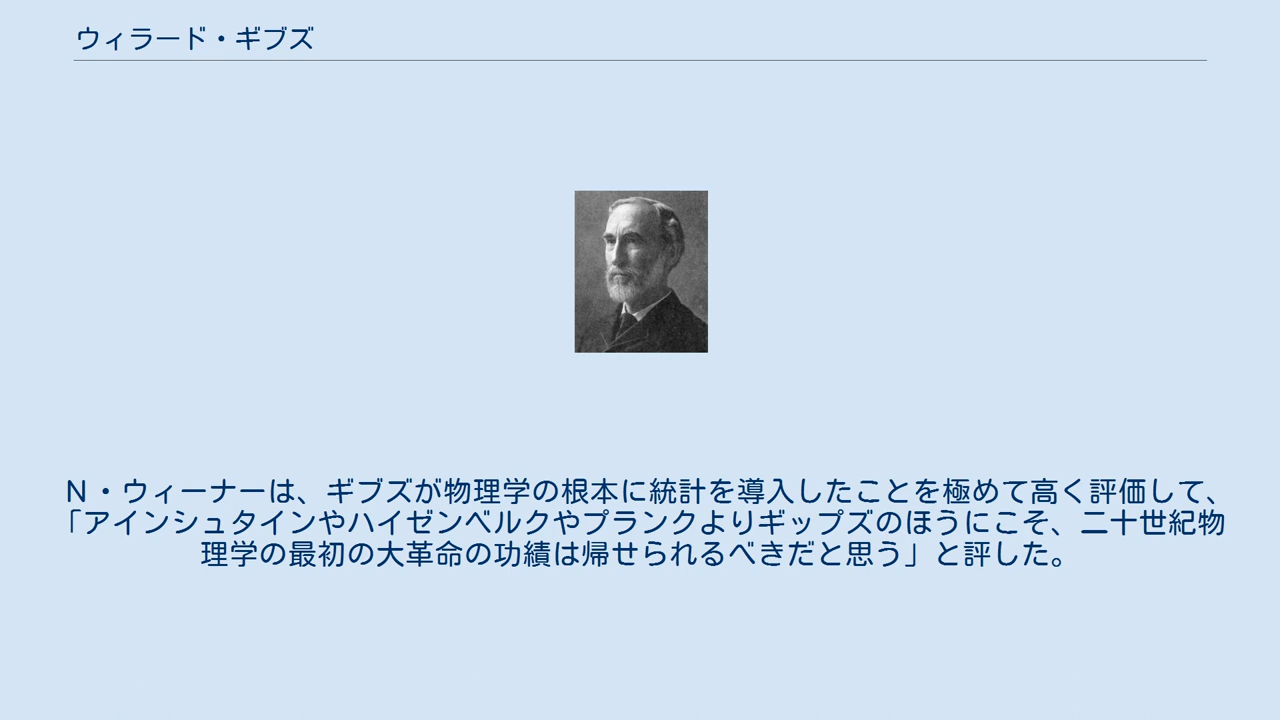 ウィラード・ギブズ
N・ウィーナーは、ギブズが物理学の根本に統計を導入したことを極めて高く評価して、
「アインシュタインやハイゼンベルクやプランクよりギップズのほうにこそ、二十世紀物
理学の最初の大革命の功績は帰せられるべきだと思う」と評した。